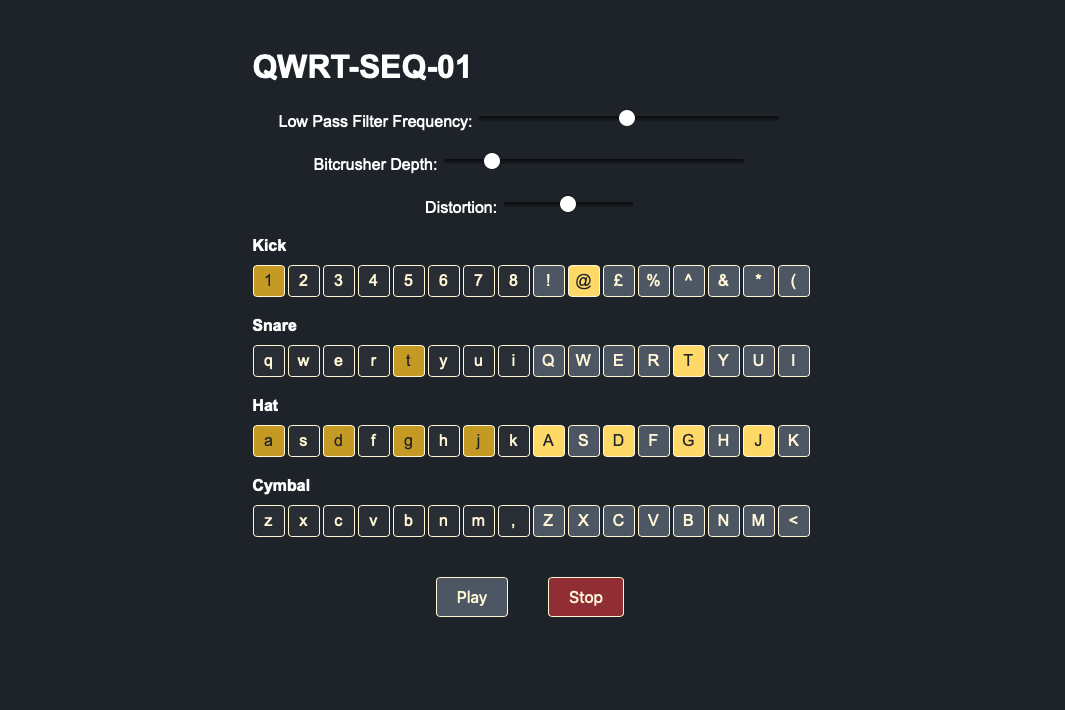 QWRT-SEQ-01
Low Pass Filter Frequency:
Bitcrusher Depth:
Distortion:
Kick
1 2 3 4 5 6 7 8 ! @ £ % ^ & * (
Snare
q w e r t y u i Q W E R T Y U I
Hat
a s d f g h j k A S D F G H J K
Cymbal
z x c v b n m , Z X C V B N M <
Play Stop